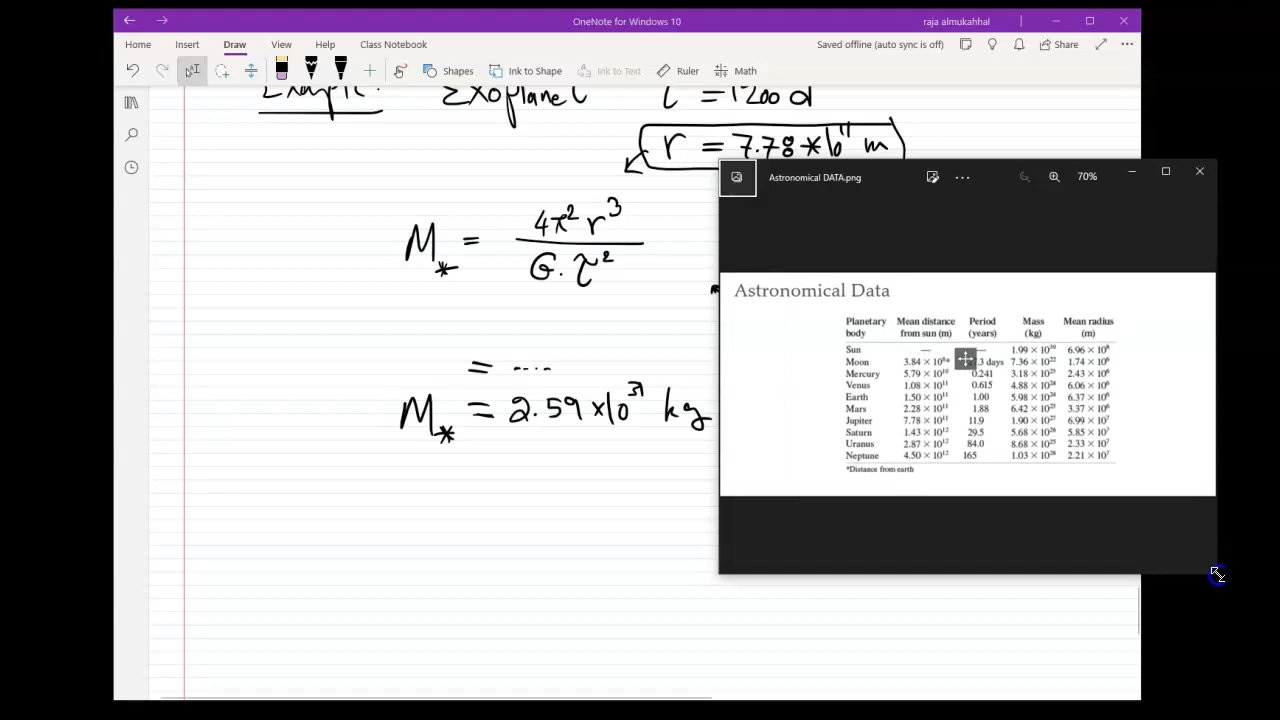 OneNote for Windows 10
raja almukahhal
Home Insert Draw View Help Class Notebook
Saved offline (auto sync is off)
Share
Shapes Ink to Shape Ink to Text Ruler Math
Example: Exoplanet τ = 1200 d
r = 7.78 * 10¹¹ m
M* = 4π² r³ / G. τ²
= ....
M* = 2.59 × 10³¹ kg
Astronomical DATA.png
70%
Astronomical Data
Planetary body Mean distance from sun (m) Period (years) Mass (kg) Mean radius (m)
Sun — — 1.99 × 10³⁰ 6.96 × 10⁸
Moon 3.84 × 10⁸* .3 days 7.36 × 10²² 1.74 × 10⁶
Mercury 5.79 × 10¹⁰ 0.241 3.18 × 10²³ 2.43 × 10⁶
Venus 1.08 × 10¹¹ 0.615 4.88 × 10²⁴ 6.06 × 10⁶
Earth 1.50 × 10¹¹ 1.00 5.98 × 10²⁴ 6.37 × 10⁶
Mars 2.28 × 10¹¹ 1.88 6.42 × 10²³ 3.37 × 10⁶
Jupiter 7.78 × 10¹¹ 11.9 1.90 × 10²⁷ 6.99 × 10⁷
Saturn 1.43 × 10¹² 29.5 5.68 × 10²⁶ 5.85 × 10⁷
Uranus 2.87 × 10¹² 84.0 8.68 × 10²⁵ 2.33 × 10⁷
Neptune 4.50 × 10¹² 165 1.03 × 10²⁶ 2.21 × 10⁷
*Distance from earth